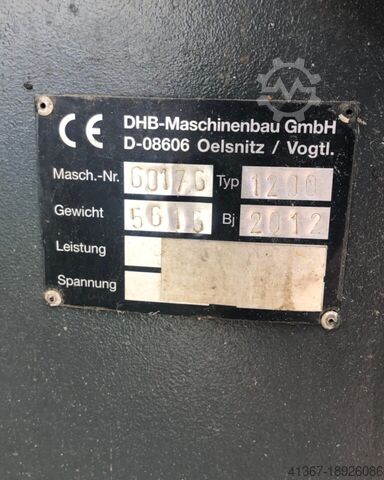 CE DHB-Maschinenbau GmbH
D-08606 Oelsnitz / Vogtl.
Masch.-Nr. 60176 Typ 1200
Gewicht 5615 Bj 2012
Leistung
Spannung
41367-18926086